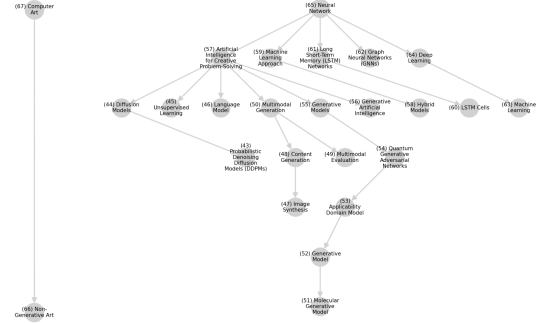 (67) Computer
Art
(65) Neural
Network
(57) Artificial
Intelligence
for Creative
Problem-Solving
(59) Machine
Learning
Approach
(61) Long
Short-Term
Memory (LSTM)
Networks
(62) Graph
Neural Networks
(GNNs)
(64) Deep
Learning
(44) Diffusion
Models
(45)
Unsupervised
Learning
(46) Language
Model
(50) Multimodal
Generation
(55) Generative
Models
(56) Generative
Artificial
Intelligence
(58) Hybrid
Models
(60) LSTM Cells
(63) Machine
Learning
(43)
Probabilistic
Denoising
Diffusion
Models (DDPMs)
(48) Content
Generation
(49) Multimodal
Evaluation
(54) Quantum
Generative
Adversarial
Networks
(47) Image
Synthesis
(53)
Applicability
Domain Model
(52) Generative
Model
(66) Non-
Generative Art
(51) Molecular
Generative
Model